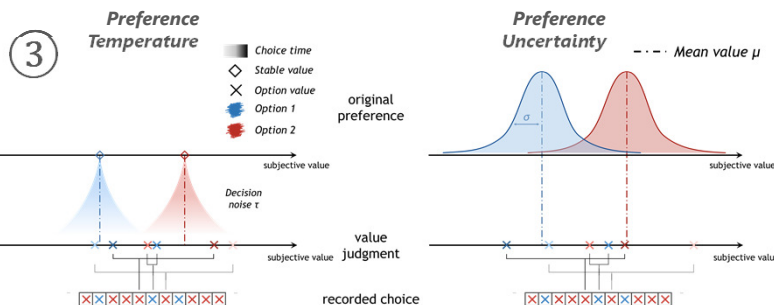 3
Preference
Temperature
Preference
Uncertainty
Choice time
Stable value
Option value
Option 1
Option 2
Mean value μ
original
preference
σ
subjective value
subjective value
Decision
noise τ
value
judgment
subjective value
subjective value
recorded choice